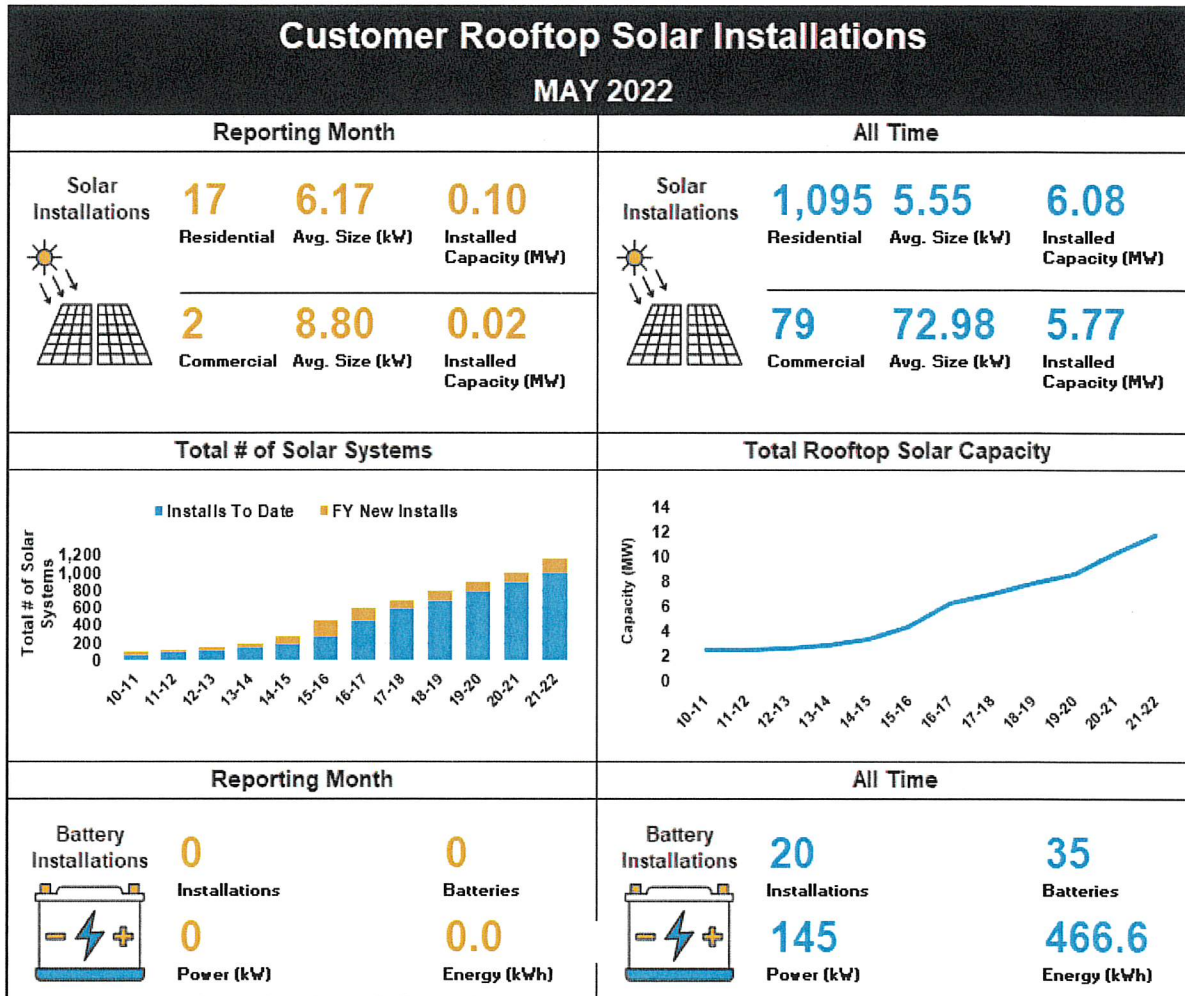 Customer Rooftop Solar Installations
MAY 2022
Reporting Month
Solar
Installations
17
6.17
0.10
Residential
Avg. Size (kW)
Installed
Capacity (MW)
2
8.80
0.02
Commercial
Avg. Size (kW)
Installed
Capacity (MW)
All Time
Solar
Installations
1,095
5.55
6.08
Residential
Avg. Size (kW)
Installed
Capacity (MW)
79
72.98
5.77
Commercial
Avg. Size (kW)
Installed
Capacity (MW)
Total # of Solar Systems
Installs To Date
FY New Installs
Total # of Solar
Systems
1,200
1,000
800
600
400
200
0
10-11
11-12
12-13
13-14
14-15
15-16
16-17
17-18
18-19
19-20
20-21
21-22
Total Rooftop Solar Capacity
Capacity (MW)
14
12
10
8
6
4
2
0
10-11
11-12
12-13
13-14
14-15
15-16
16-17
17-18
18-19
19-20
20-21
21-22
Reporting Month
Battery
Installations
0
0
Installations
Batteries
0
0.0
Power (kW)
Energy (kWh)
All Time
Battery
Installations
20
35
Installations
Batteries
145
466.6
Power (kW)
Energy (kWh)